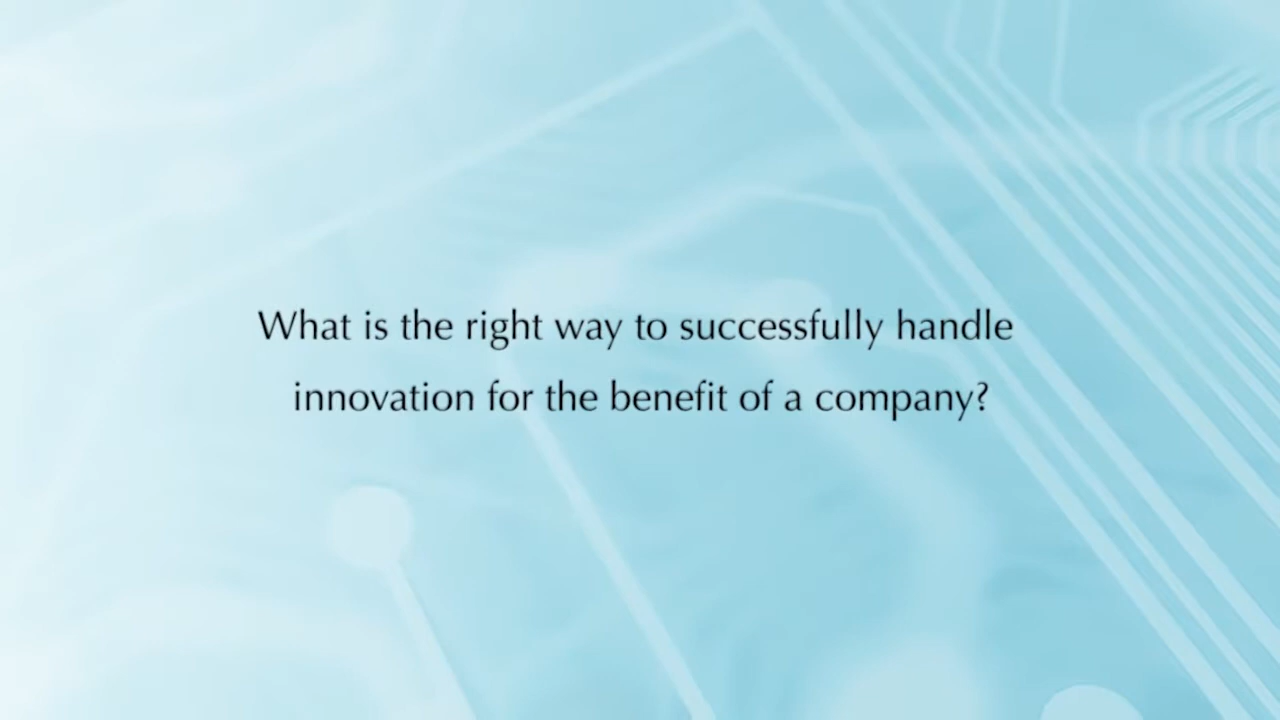 What is the right way to successfully handle
innovation for the benefit of a company?